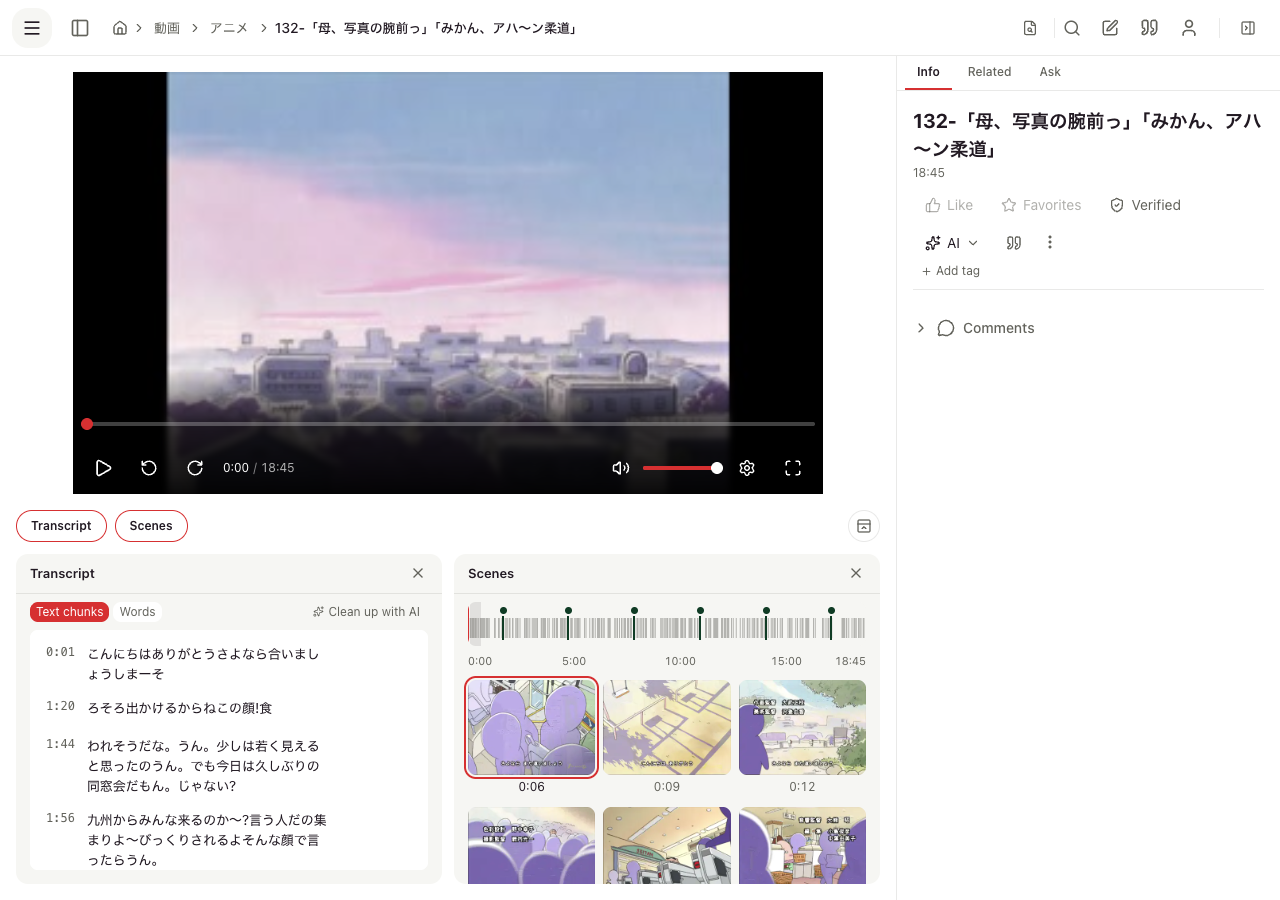 動画
アニメ
132-「母、写真の腕前っ」「みかん、アハ〜ン柔道」
0:00 / 18:45
Transcript
Scenes
Transcript
Text chunks
Words
Clean up with AI
0:01
こんにちはありがとうさよなら合いまし
ょうしまーそ
1:20
ろそろ出かけるからねこの顔!食
1:44
われそうだな。うん。少しは若く見える
と思ったのうん。でも今日は久しぶりの
同窓会だもん。じゃない?
1:56
九州からみんな来るのか〜?言う人だの集
まりよ〜びっくりされるよそんな顔で言
ったらうん。
Scenes
0:00
5:00
10:00
15:00
18:45
0:06
0:09
0:12
Info
Related
Ask
132-「母、写真の腕前っ」「みかん、アハ
〜ン柔道」
18:45
Like
Favorites
Verified
AI
Add tag
Comments